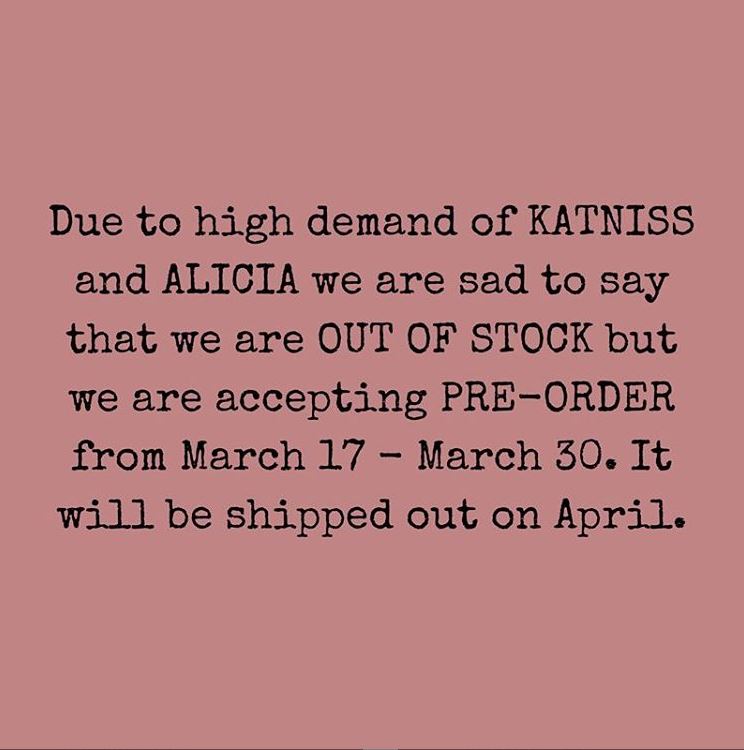 Due to high demand of KATNISS
and ALICIA we are sad to say
that we are OUT OF STOCK but
we are accepting PRE-ORDER
from March 17 - March 30. It
will be shipped out on April.